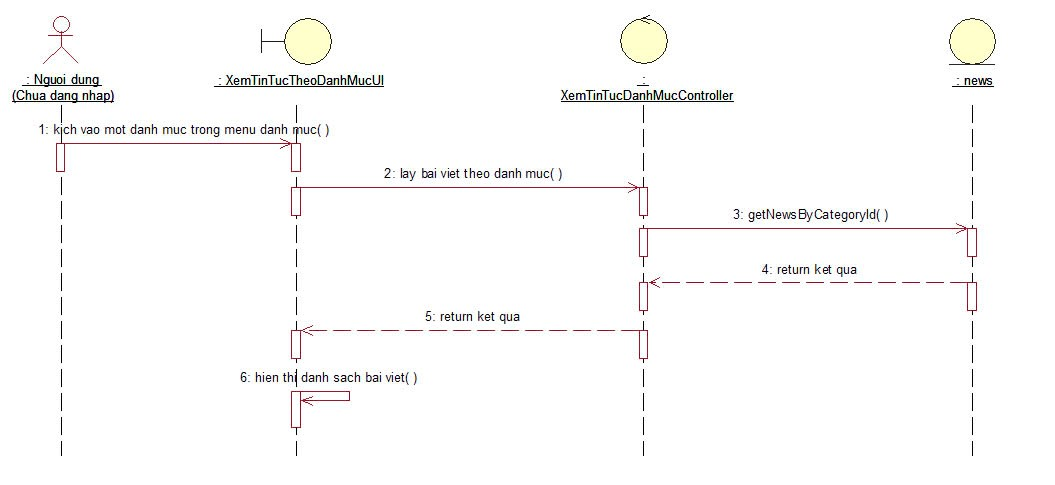 : Nguoi dung
(Chua dang nhap)
: XemTinTucTheoDanhMucUI
:
XemTinTucDanhMucController
: news
1: kich vao mot danh muc trong menu danh muc( )
2: lay bai viet theo danh muc( )
3: getNewsByCategoryId( )
4: return ket qua
5: return ket qua
6: hien thi danh sach bai viet( )